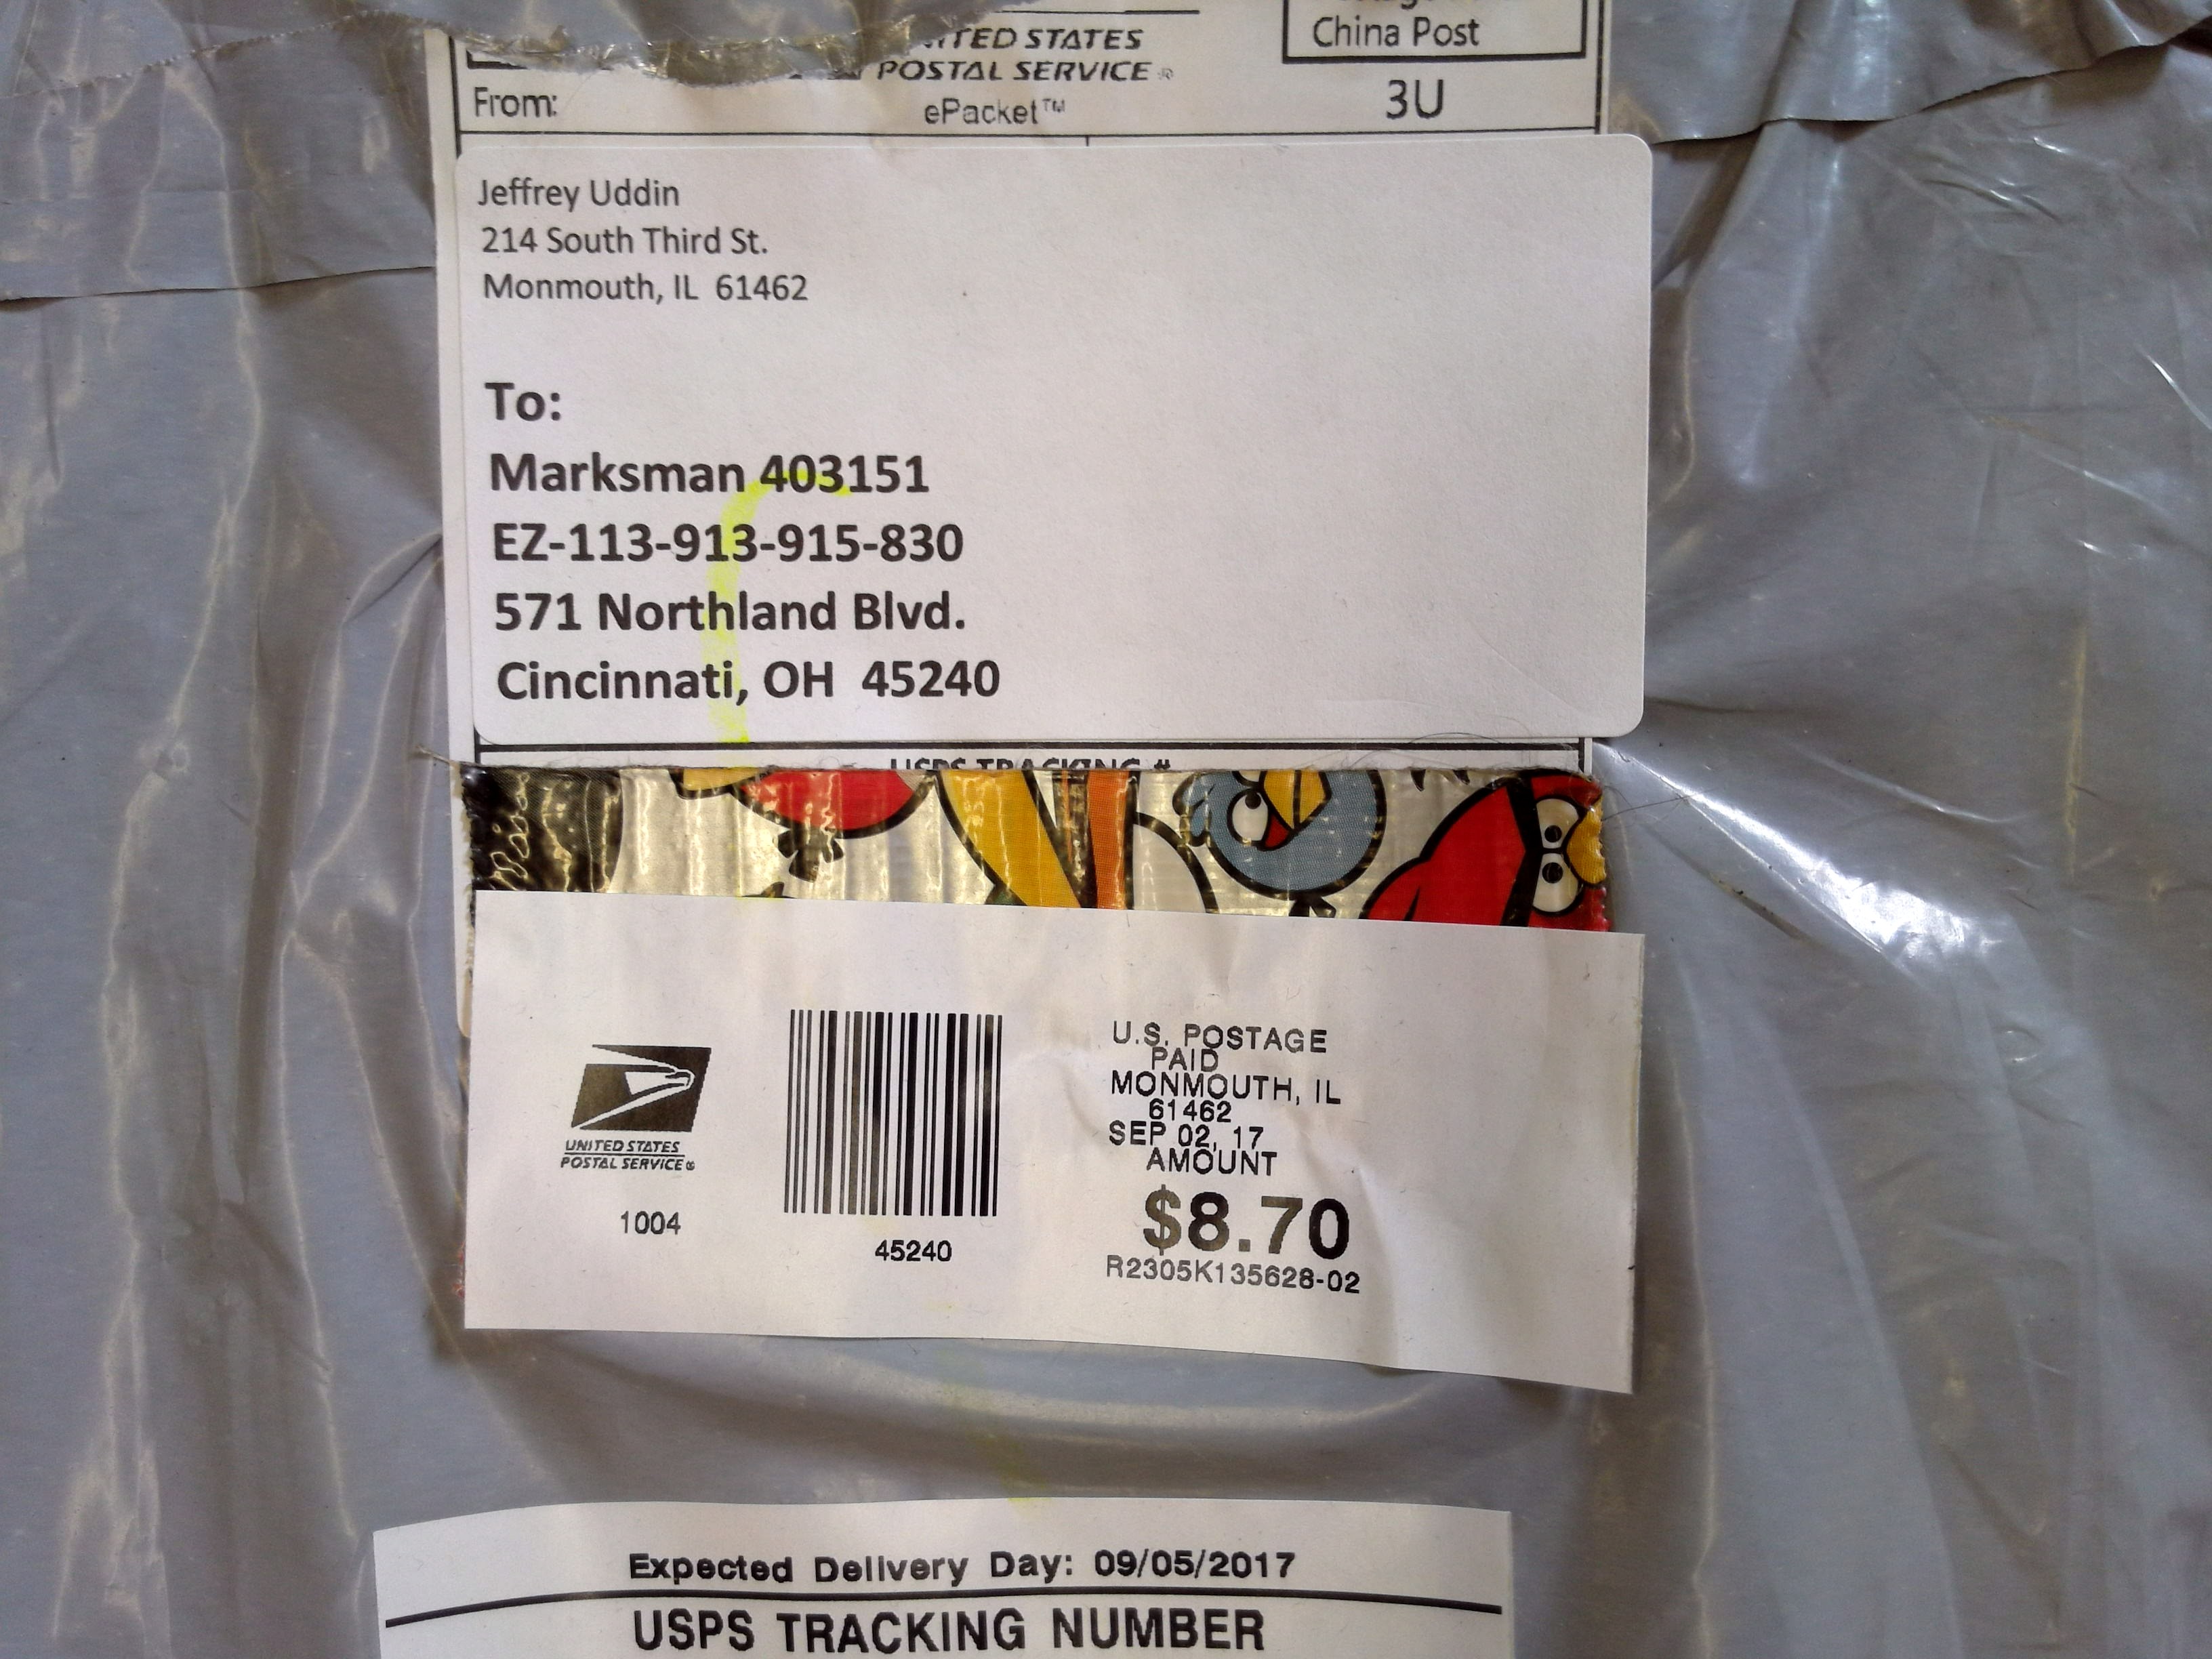 UNITED STATES
POSTAL SERVICE®
China Post
From:
ePacket™
3U
Jeffrey Uddin
214 South Third St.
Monmouth, IL 61462
To:
Marksman 403151
EZ-113-913-915-830
571 Northland Blvd.
Cincinnati, OH 45240
USPS TRACKING #
UNITED STATES
POSTAL SERVICE®
1004
45240
U.S. POSTAGE
PAID
MONMOUTH, IL
61462
SEP 02, 17
AMOUNT
$8.70
R2305K135628-02
Expected Delivery Day: 09/05/2017
USPS TRACKING NUMBER